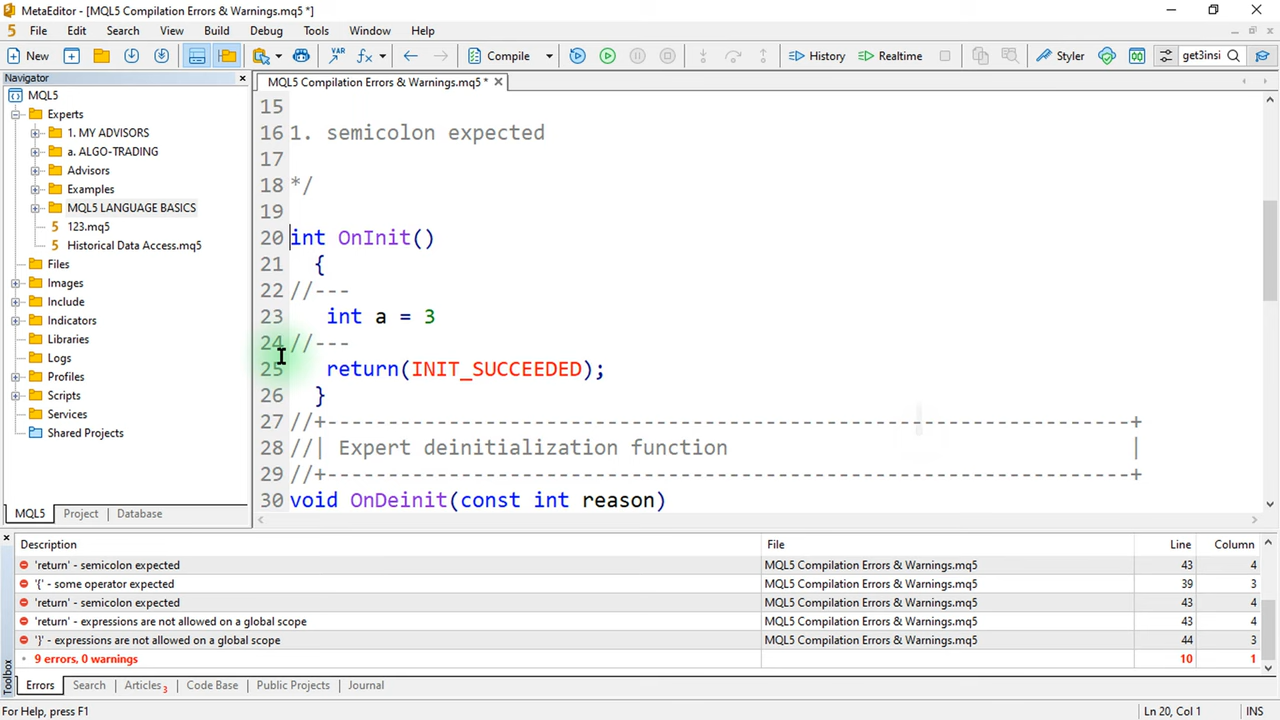 MetaEditor - [MQL5 Compilation Errors & Warnings.mq5 *]
5 File Edit Search View Build Debug Tools Window Help
New Compile History Realtime Styler get3insi
Navigator
MQL5
Experts
1. MY ADVISORS
a. ALGO-TRADING
Advisors
Examples
MQL5 LANGUAGE BASICS
5 123.mq5
5 Historical Data Access.mq5
Files
Images
Include
Indicators
Libraries
Logs
Profiles
Scripts
Services
Shared Projects
MQL5 Project Database
MQL5 Compilation Errors & Warnings.mq5 *
15
16 1. semicolon expected
17
18 */
19
20 int OnInit()
21 {
22 //---
23 int a = 3
24 //---
25 return(INIT_SUCCEEDED);
26 }
27 //+------------------------------------------------------------------+
28 //| Expert deinitialization function |
29 //+------------------------------------------------------------------+
30 void OnDeinit(const int reason)
Description File Line Column
'return' - semicolon expected MQL5 Compilation Errors & Warnings.mq5 43 4
'{' - some operator expected MQL5 Compilation Errors & Warnings.mq5 39 3
'return' - semicolon expected MQL5 Compilation Errors & Warnings.mq5 43 4
'return' - expressions are not allowed on a global scope MQL5 Compilation Errors & Warnings.mq5 43 4
'}' - expressions are not allowed on a global scope MQL5 Compilation Errors & Warnings.mq5 44 3
9 errors, 0 warnings 10 1
Toolbox
Errors Search Articles 3 Code Base Public Projects Journal
For Help, press F1 Ln 20, Col 1 INS